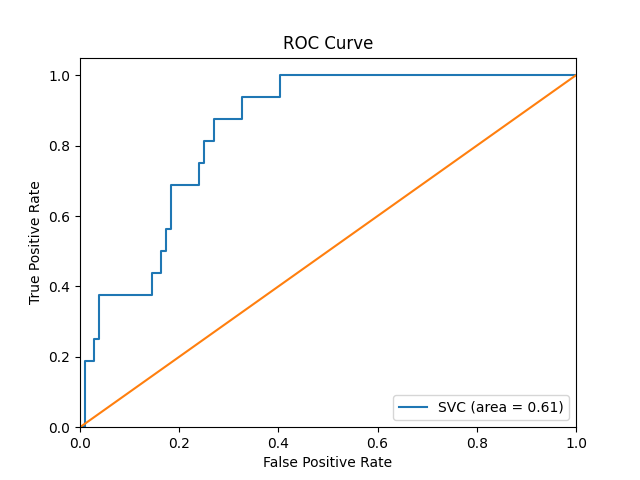 ROC Curve
True Positive Rate
1.0
0.8
0.6
0.4
0.2
0.0
0.0 0.2 0.4 0.6 0.8 1.0
False Positive Rate
SVC (area = 0.61)